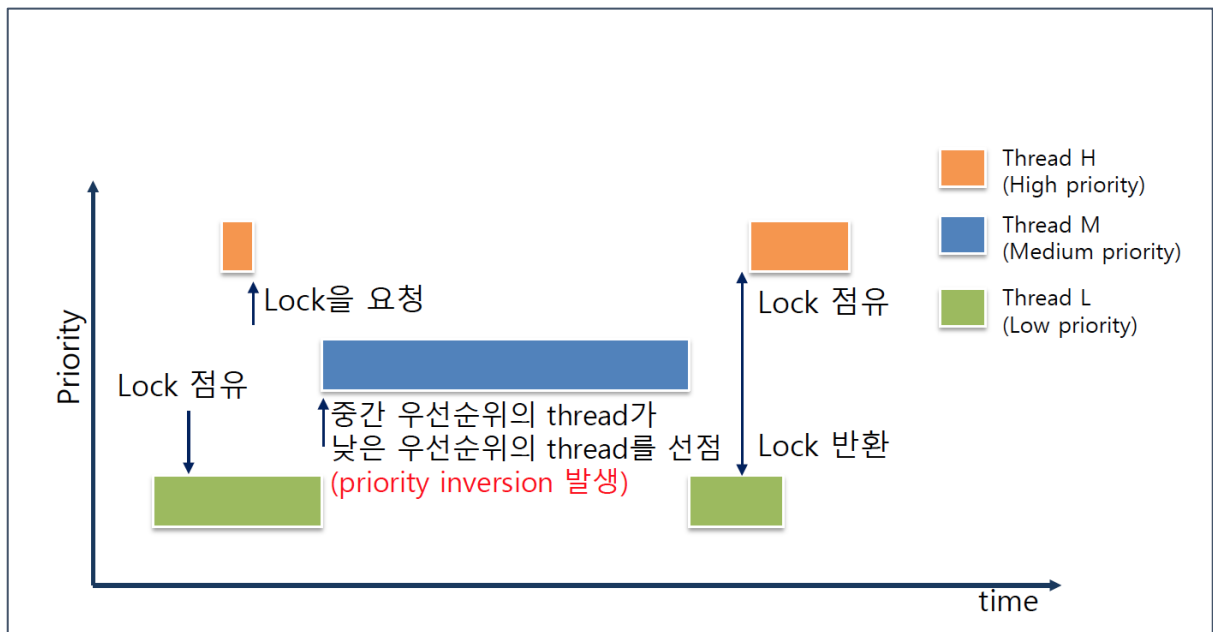 Thread H
(High priority)
Thread M
(Medium priority)
Thread L
(Low priority)
Priority
Lock을 요청
Lock 점유
Lock 점유
중간 우선순위의 thread가
낮은 우선순위의 thread를 선점
(priority inversion 발생)
Lock 반환
time